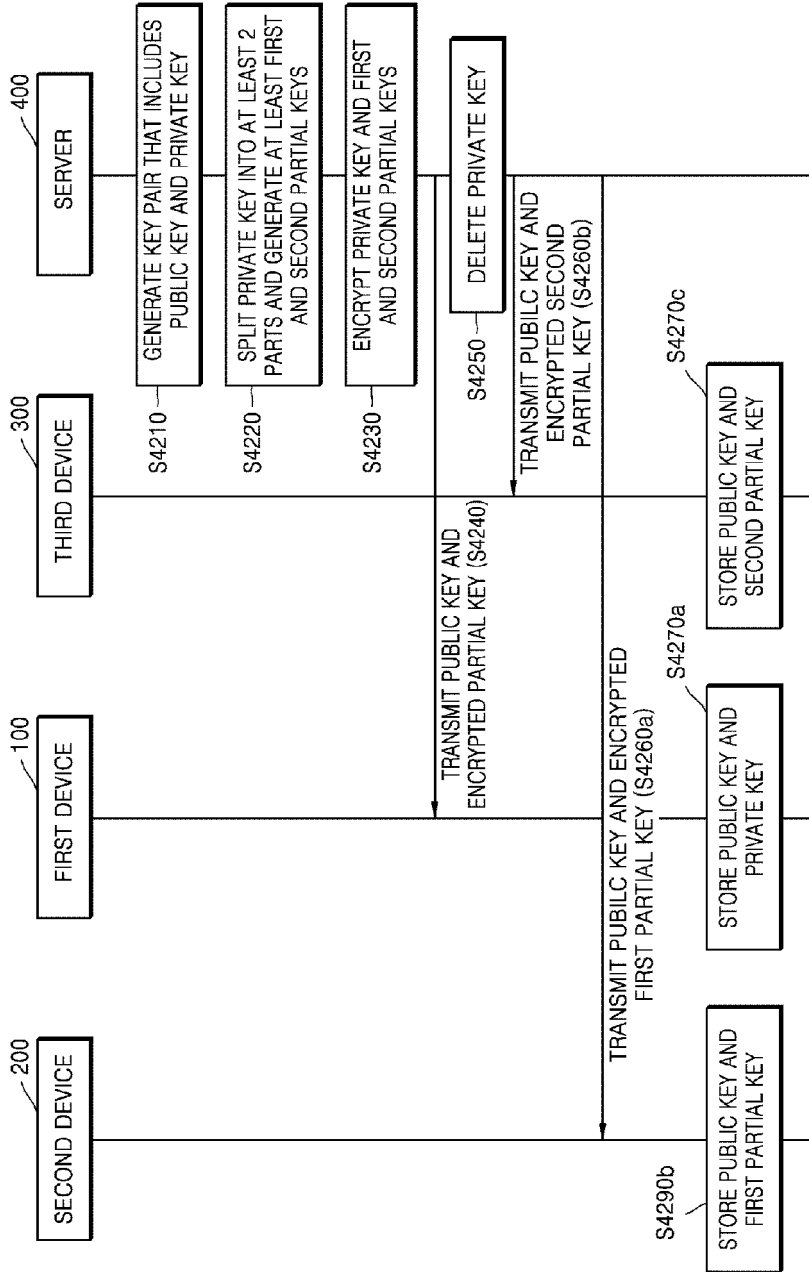 200
SECOND DEVICE
100
FIRST DEVICE
300
THIRD DEVICE
400
SERVER
S4210
GENERATE KEY PAIR THAT INCLUDES
PUBLIC KEY AND PRIVATE KEY
S4220
SPLIT PRIVATE KEY INTO AT LEAST 2
PARTS AND GENERATE AT LEAST FIRST
AND SECOND PARTIAL KEYS
S4230
ENCRYPT PRIVATE KEY AND FIRST
AND SECOND PARTIAL KEYS
TRANSMIT PUBLIC KEY AND
ENCRYPTED PARTIAL KEY (S4240)
S4250
DELETE PRIVATE KEY
TRANSMIT PUBILC KEY AND
ENCRYPTED SECOND
PARTIAL KEY (S4260b)
TRANSMIT PUBILC KEY AND ENCRYPTED
FIRST PARTIAL KEY (S4260a)
S4290b
STORE PUBLIC KEY AND
FIRST PARTIAL KEY
S4270a
STORE PUBLIC KEY AND
PRIVATE KEY
S4270c
STORE PUBLIC KEY AND
SECOND PARTIAL KEY